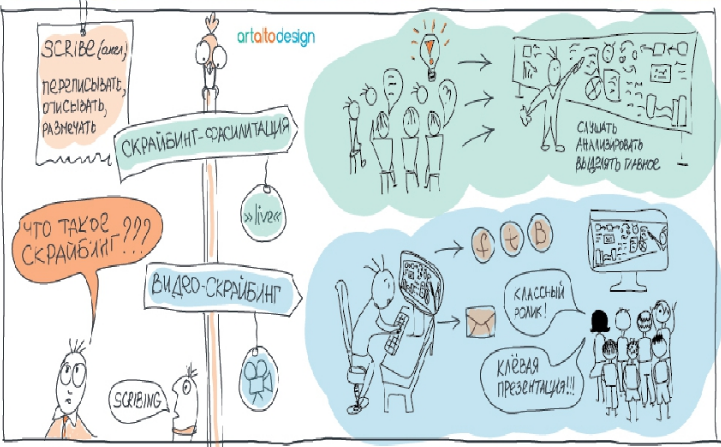 SCRIBE (англ.)
ПЕРЕПИСЫВАТЬ,
ОПИСЫВАТЬ,
РАЗМЕЧАТЬ
artaltodesign
СКРАЙБИНГ-ФАСИЛИТАЦИЯ
»live«
СЛУШАТЬ
АНАЛИЗИРОВАТЬ
ВЫДЕЛЯТЬ ГЛАВНОЕ
ЧТО ТАКОЕ
СКРАЙБИНГ???
ВИДЕО-СКРАЙБИНГ
SCRIBING
f t B
КЛАССНЫЙ
РОЛИК!
КЛЁВАЯ
ПРЕЗЕНТАЦИЯ!!!